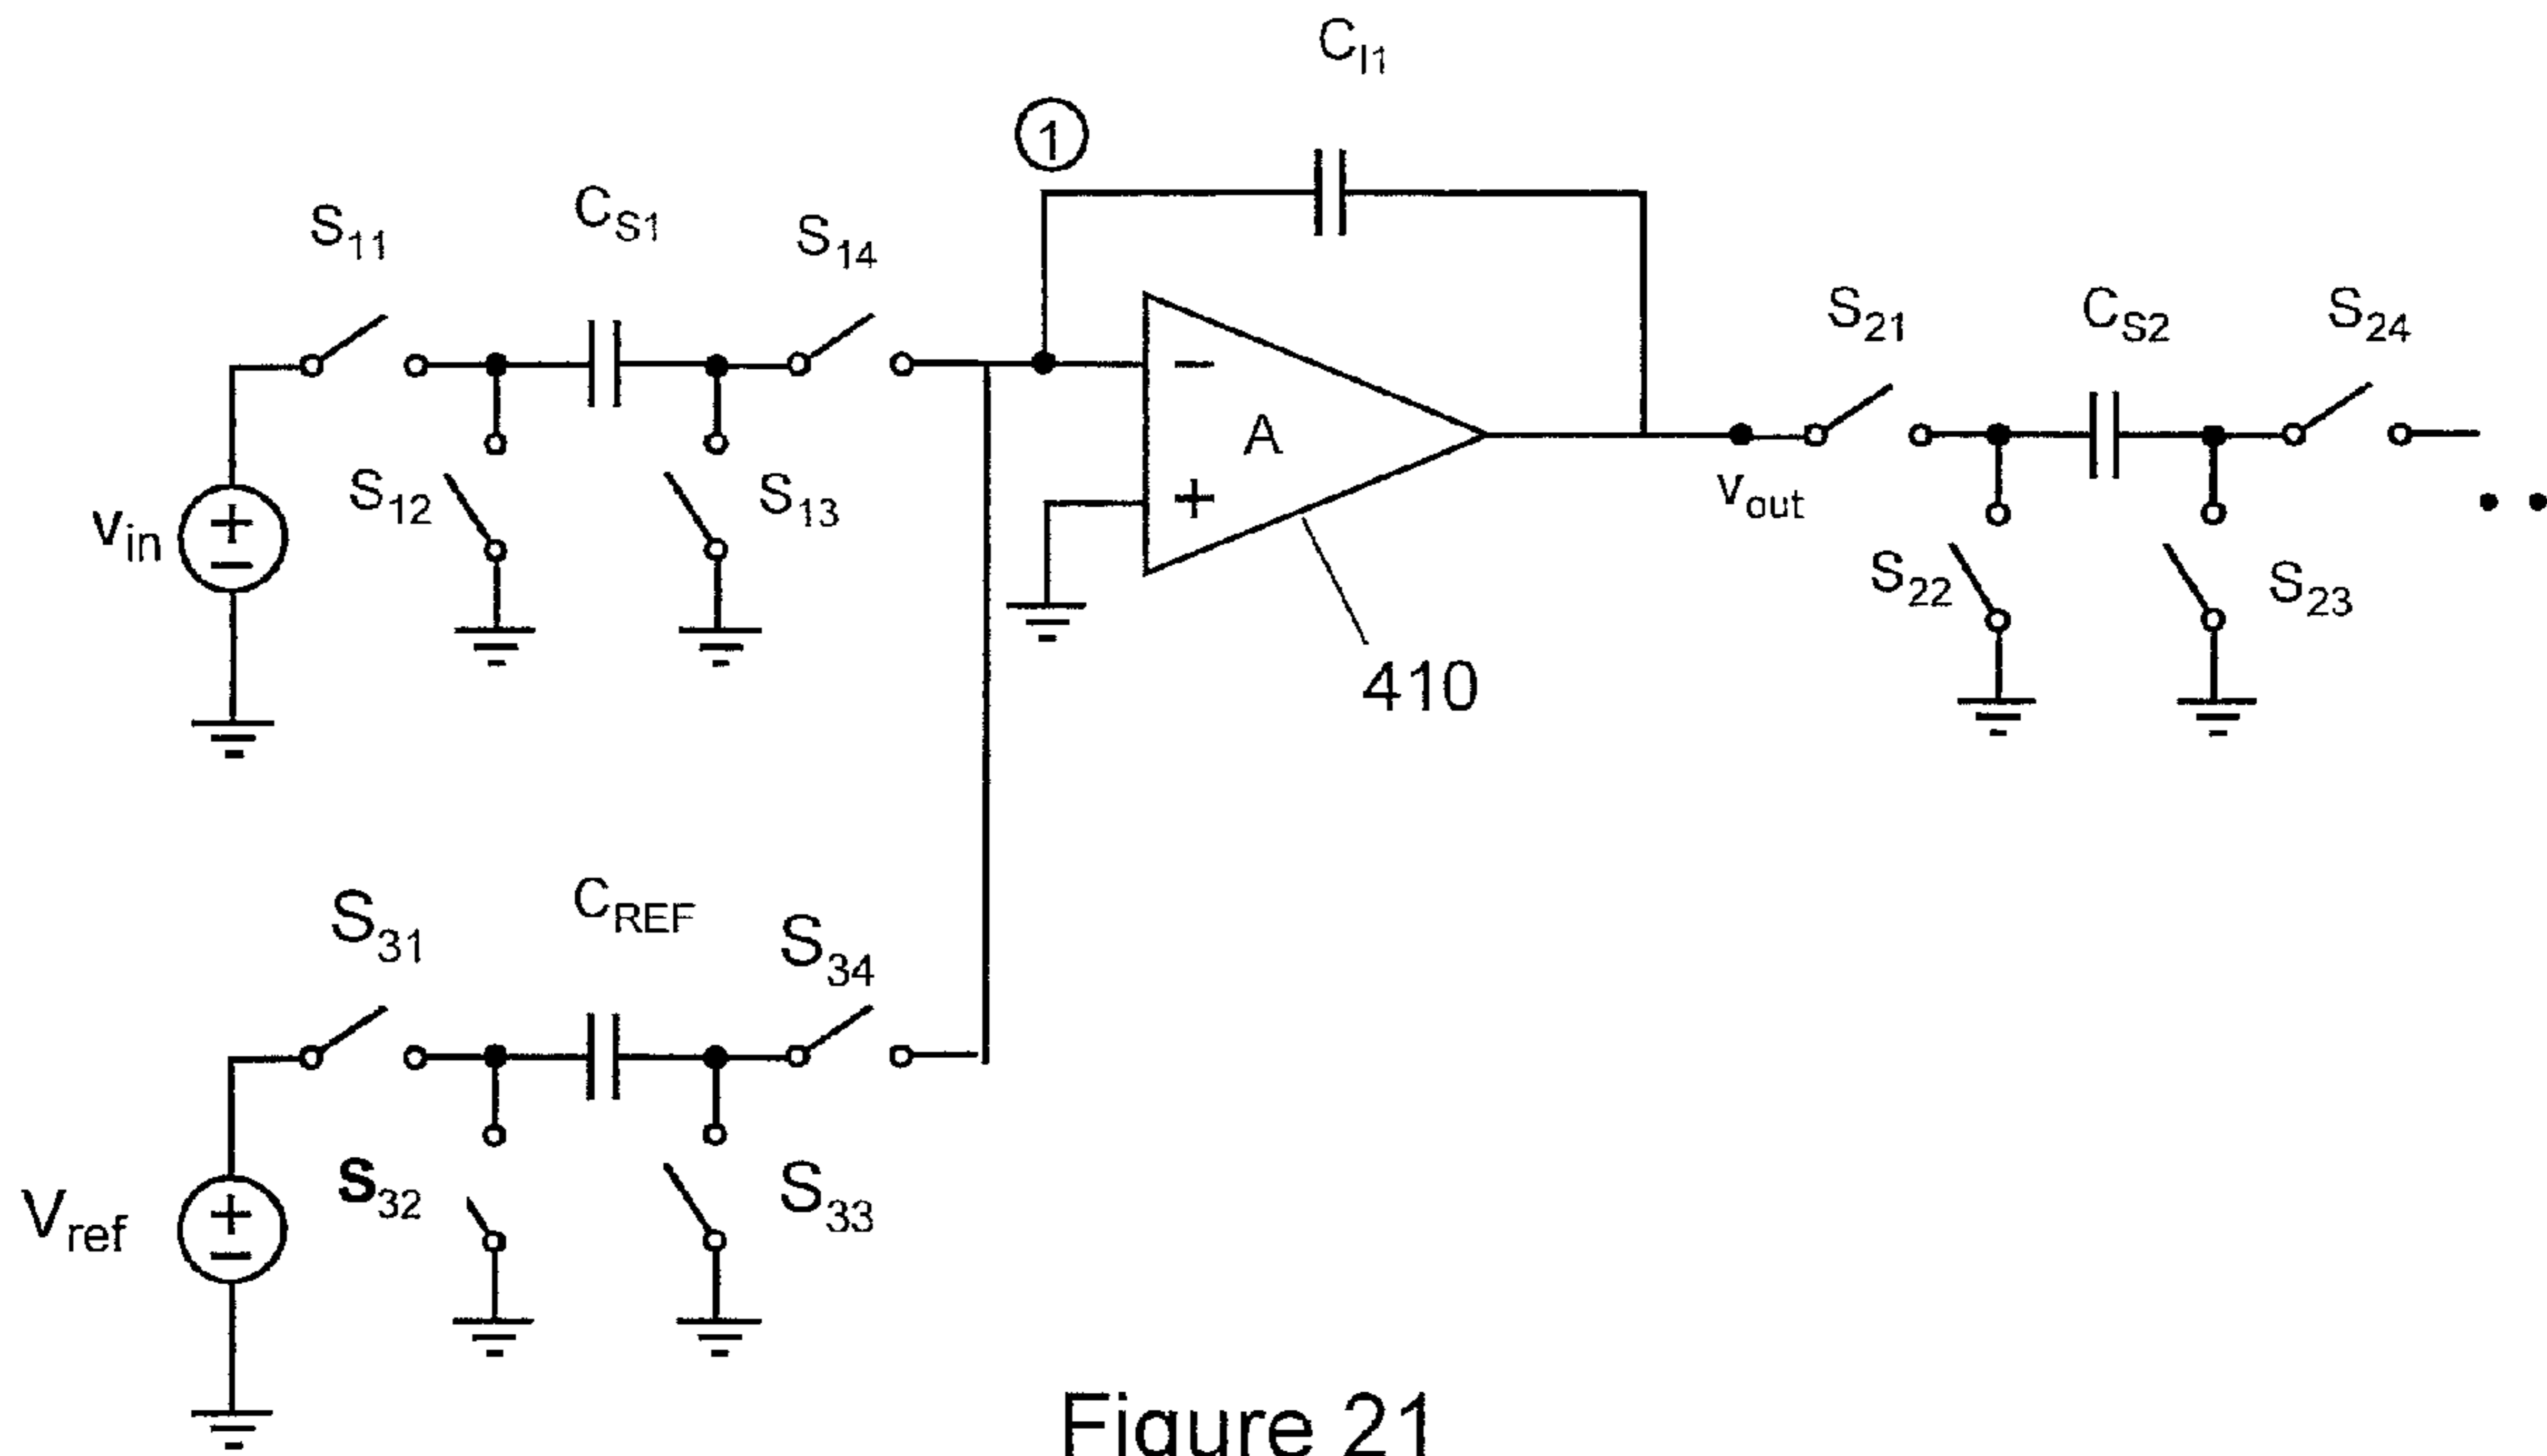 C_I1
①
S_11
C_S1
S_14
S_21
C_S2
S_24
−
A
+
v_in
+
−
S_12
S_13
v_out
S_22
S_23
410
S_31
C_REF
S_34
V_ref
+
−
S_32
S_33
Figure 21